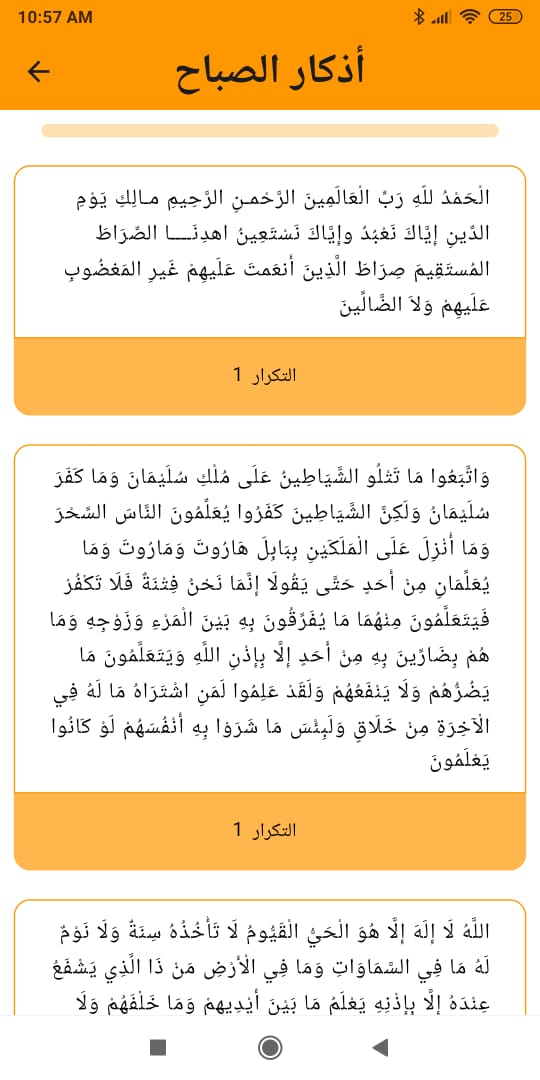 10:57 AM
25
أذكار الصباح
الْحَمْدُ للّهِ رَبِّ الْعَالَمِينَ الرَّحْمـنِ الرَّحِيمِ مـالِكِ يَوْمِ
الدِّينِ إِيَّاكَ نَعْبُدُ وإِيَّاكَ نَسْتَعِينُ اهدِنَــــا الصِّرَاطَ
المُستَقِيمَ صِرَاطَ الَّذِينَ أَنعَمتَ عَلَيهِمْ غَيرِ المَغضُوبِ
عَلَيهِمْ وَلاَ الضَّالِّينَ
التكرار 1
وَاتَّبَعُوا مَا تَتْلُو الشَّيَاطِينُ عَلَى مُلْكِ سُلَيْمَانَ وَمَا كَفَرَ
سُلَيْمَانُ وَلَكِنَّ الشَّيَاطِينَ كَفَرُوا يُعَلِّمُونَ النَّاسَ السِّحْرَ
وَمَا أُنْزِلَ عَلَى الْمَلَكَيْنِ بِبَابِلَ هَارُوتَ وَمَارُوتَ وَمَا
يُعَلِّمَانِ مِنْ أَحَدٍ حَتَّى يَقُولَا إِنَّمَا نَحْنُ فِتْنَةٌ فَلَا تَكْفُرْ
فَيَتَعَلَّمُونَ مِنْهُمَا مَا يُفَرِّقُونَ بِهِ بَيْنَ الْمَرْءِ وَزَوْجِهِ وَمَا
هُمْ بِضَارِّينَ بِهِ مِنْ أَحَدٍ إِلَّا بِإِذْنِ اللَّهِ وَيَتَعَلَّمُونَ مَا
يَضُرُّهُمْ وَلَا يَنْفَعُهُمْ وَلَقَدْ عَلِمُوا لَمَنِ اشْتَرَاهُ مَا لَهُ فِي
الْآخِرَةِ مِنْ خَلَاقٍ وَلَبِئْسَ مَا شَرَوْا بِهِ أَنْفُسَهُمْ لَوْ كَانُوا
يَعْلَمُونَ
التكرار 1
اللَّهُ لَا إِلَهَ إِلَّا هُوَ الْحَيُّ الْقَيُّومُ لَا تَأْخُذُهُ سِنَةٌ وَلَا نَوْمٌ
لَهُ مَا فِي السَّمَاوَاتِ وَمَا فِي الْأَرْضِ مَنْ ذَا الَّذِي يَشْفَعُ
عِنْدَهُ إِلَّا بِإِذْنِهِ يَعْلَمُ مَا بَيْنَ أَيْدِيهِمْ وَمَا خَلْفَهُمْ وَلَا